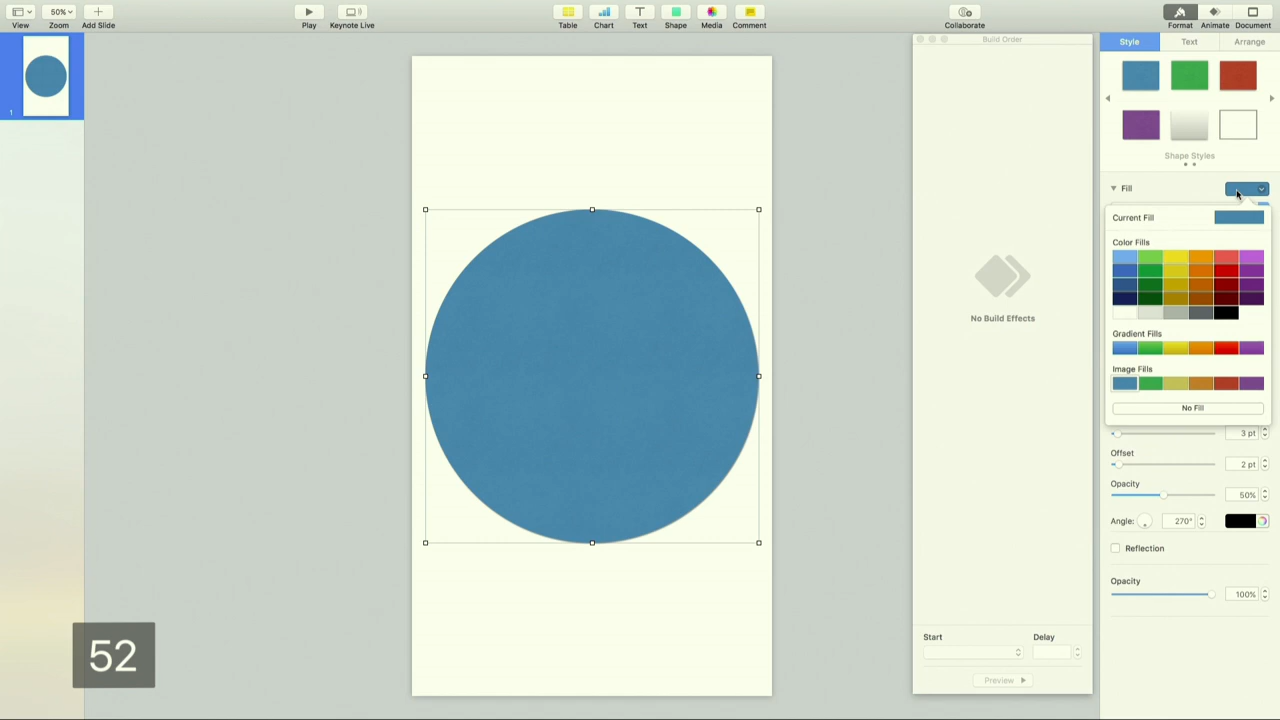 50%
View
Zoom
Add Slide
Play
Keynote Live
Table
Chart
Text
Shape
Media
Comment
Collaborate
Format
Animate
Document
Build Order
Style
Text
Arrange
1
Shape Styles
Fill
Current Fill
Color Fills
Gradient Fills
Image Fills
No Fill
No Build Effects
3 pt
Offset
2 pt
Opacity
50%
Angle:
270°
Reflection
Opacity
100%
Start
Delay
Preview
52